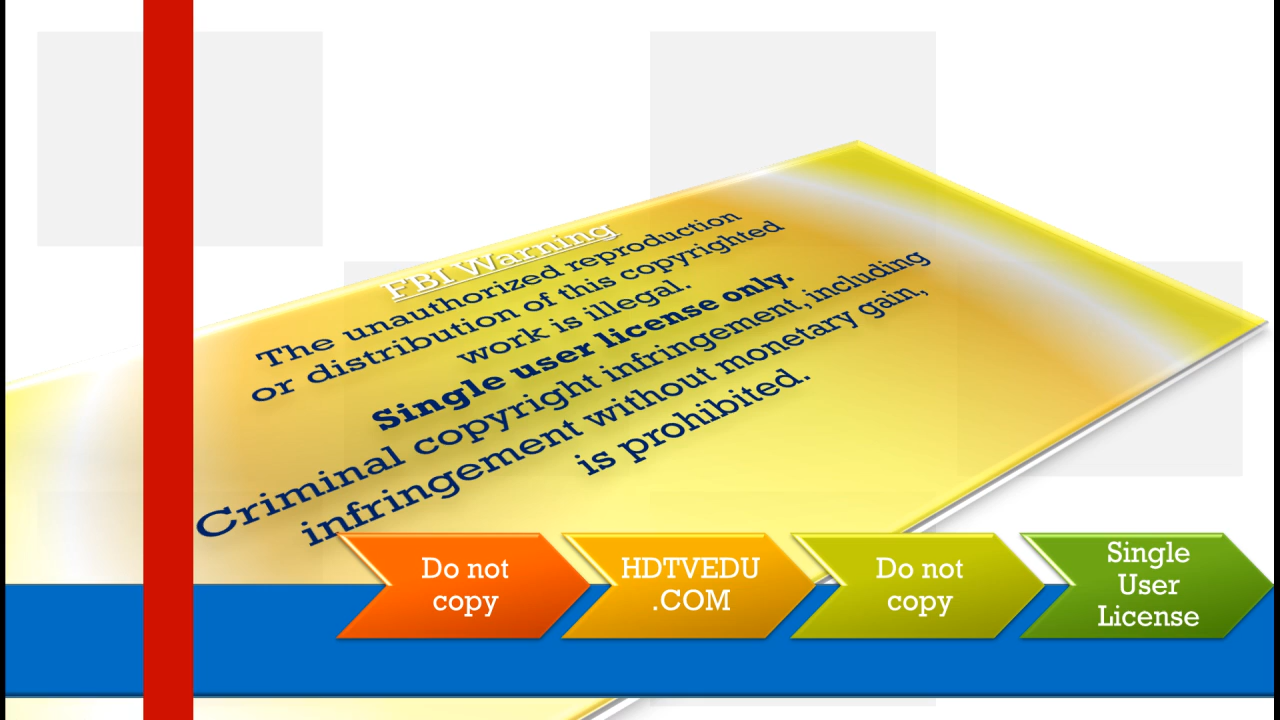 FBI Warning
The unauthorized reproduction
or distribution of this copyrighted
work is illegal.
Single user license only.
Criminal copyright infringement, including
infringement without monetary gain,
is prohibited.
Do not
copy
HDTVEDU
.COM
Do not
copy
Single
User
License